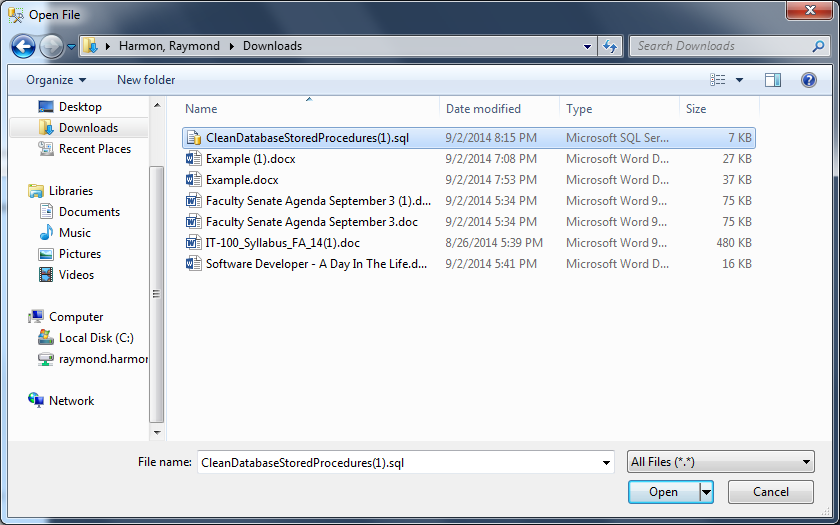 Open File
Harmon, Raymond Downloads Search Downloads
Organize New folder
Desktop
Downloads
Recent Places
Libraries
Documents
Music
Pictures
Videos
Computer
Local Disk (C:)
raymond.harmor
Network
Name Date modified Type Size
CleanDatabaseStoredProcedures(1).sql 9/2/2014 8:15 PM Microsoft SQL Ser... 7 KB
Example (1).docx 9/2/2014 7:08 PM Microsoft Word D... 27 KB
Example.docx 9/2/2014 7:53 PM Microsoft Word D... 37 KB
Faculty Senate Agenda September 3 (1).d... 9/2/2014 5:34 PM Microsoft Word 9... 75 KB
Faculty Senate Agenda September 3.doc 9/2/2014 5:34 PM Microsoft Word 9... 75 KB
IT-100_Syllabus_FA_14(1).doc 8/26/2014 5:39 PM Microsoft Word 9... 480 KB
Software Developer - A Day In The Life.d... 9/2/2014 5:41 PM Microsoft Word D... 16 KB
File name: CleanDatabaseStoredProcedures(1).sql All Files (*.*)
Open Cancel